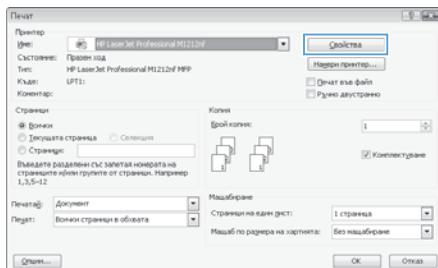 Печат
Принтер
Име: HP LaserJet Professional M1212nf
Свойства
Състояние: Празен ход
Тип: HP LaserJet Professional M1212nf MFP
Намери принтер...
Къде: LPT1:
Печат във файл
Коментар:
Ръчно двустранно
Страници
Всички
Текущата страница
Селекция
Страници:
Въведете разделени със запетая номерата на
страниците и/или групите от страници. Например
1,3,5–12
Копия
Брой копия: 1
Комплектуване
Печатай: Документ
Печат: Всички страници в обхвата
Мащабиране
Страници на един лист: 1 страница
Мащаб по размера на хартията: Без мащабиране
Опции...
OK
Отказ